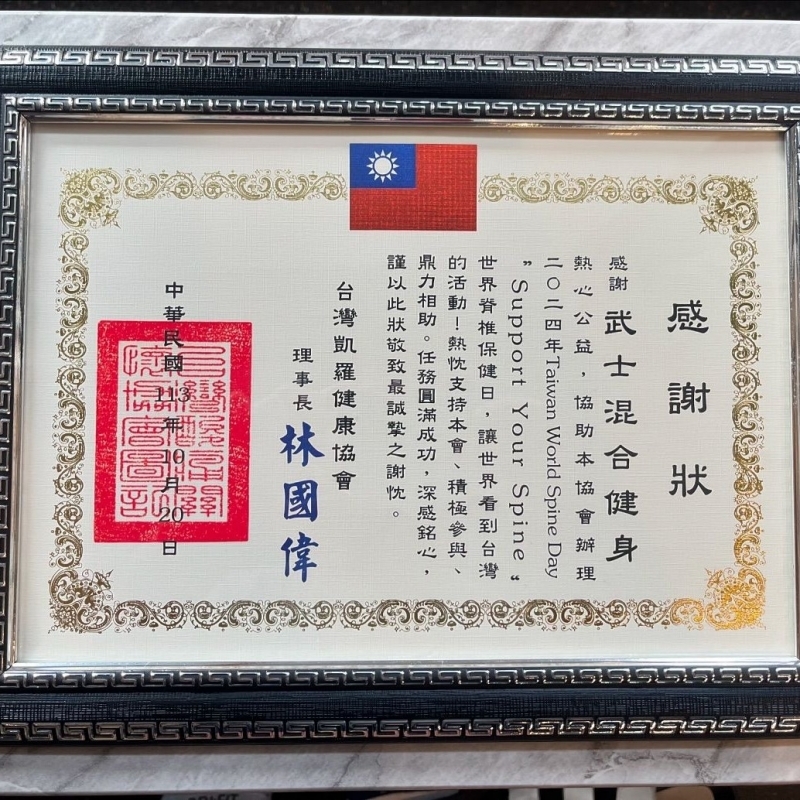 感謝狀
感謝 武士混合健身
熱心公益，協助本協會辦理
二〇二四年Taiwan World Spine Day
"Support Your Spine"
世界脊椎保健日，讓世界看到台灣
的活動！熱忱支持本會、積極參與、
鼎力相助。任務圓滿成功，深感銘心，
謹以此狀敬致最誠摯之謝忱。
台灣凱羅健康協會
理事長 林國偉
中華民國113年10月20日